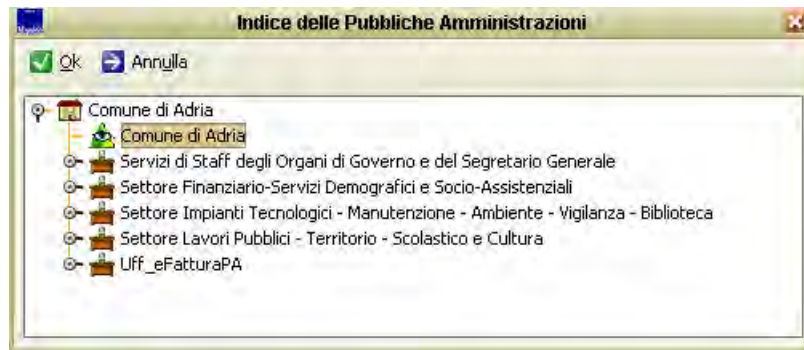 Indice delle Pubbliche Amministrazioni
Ok Annulla
Comune di Adria
Comune di Adria
Servizi di Staff degli Organi di Governo e del Segretario Generale
Settore Finanziario-Servizi Demografici e Socio-Assistenziali
Settore Impianti Tecnologici - Manutenzione - Ambiente - Vigilanza - Biblioteca
Settore Lavori Pubblici - Territorio - Scolastico e Cultura
Uff_eFatturaPA